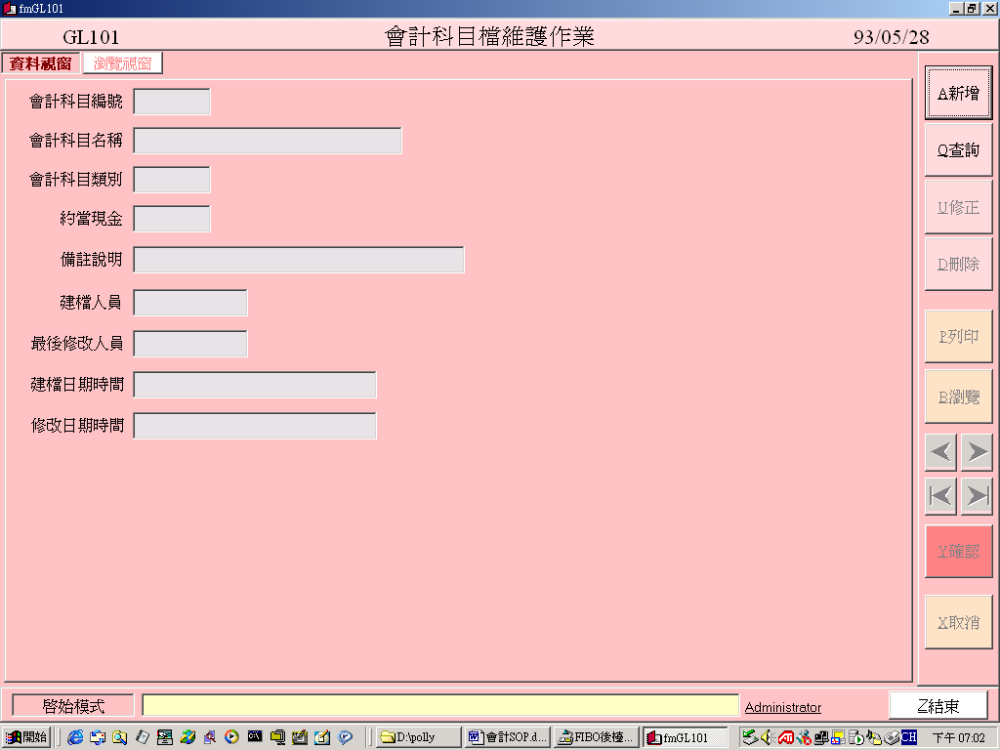 fmGL101
GL101 會計科目檔維護作業 93/05/28
資料視窗 瀏覽視窗
會計科目編號
會計科目名稱
會計科目類別
約當現金
備註說明
建檔人員
最後修改人員
建檔日期時間
修改日期時間
A新增
Q查詢
U修正
D刪除
P列印
B瀏覽
Y確認
X取消
啓始模式 Administrator Z結束
開始 D:\polly 會計SOP.d... FIBO後檯... fmGL101 CH 下午 07:02